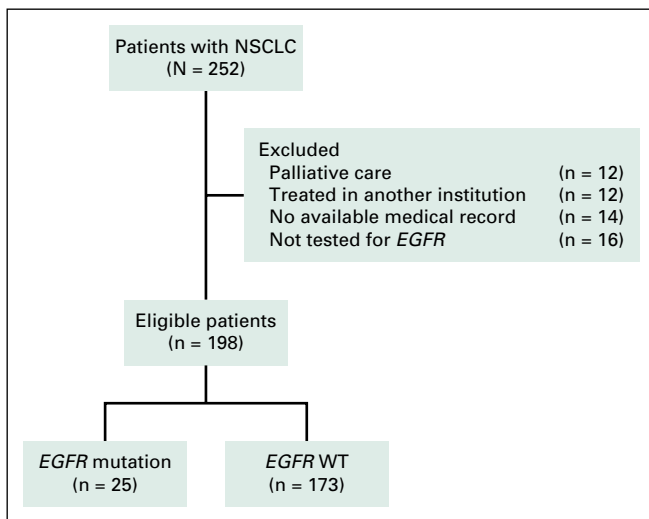 Patients with NSCLC
(N = 252)
Excluded
Palliative care (n = 12)
Treated in another institution (n = 12)
No available medical record (n = 14)
Not tested for EGFR (n = 16)
Eligible patients
(n = 198)
EGFR mutation
(n = 25)
EGFR WT
(n = 173)